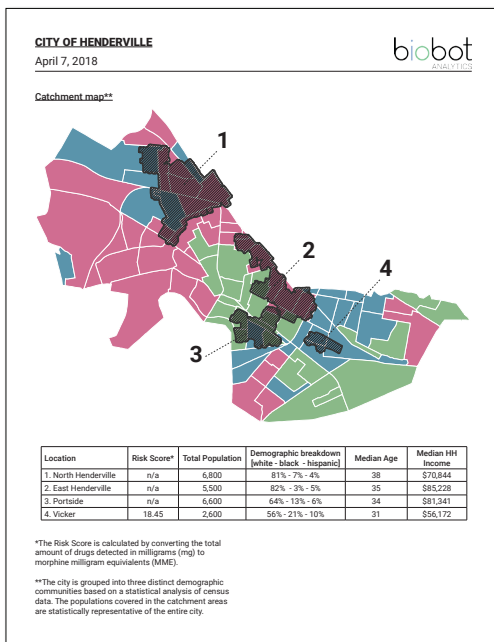 CITY OF HENDERVILLE
April 7, 2018
biobot
ANALYTICS
Catchment map**
1
2
4
3
Location Risk Score* Total Population Demographic breakdown [white - black - hispanic] Median Age Median HH Income
1. North Henderville n/a 6,800 81% - 7% - 4% 38 $70,844
2. East Henderville n/a 5,500 82% - 3% - 5% 35 $85,228
3. Portside n/a 6,600 64% - 13% - 6% 34 $81,341
4. Vicker 18.45 2,600 56% - 21% - 10% 31 $56,172
*The Risk Score is calculated by converting the total
amount of drugs detected in milligrams (mg) to
morphine milligram equivialents (MME).
**The city is grouped into three distinct demographic
communities based on a statistical analysis of census
data. The populations covered in the catchment areas
are statistically representative of the entire city.